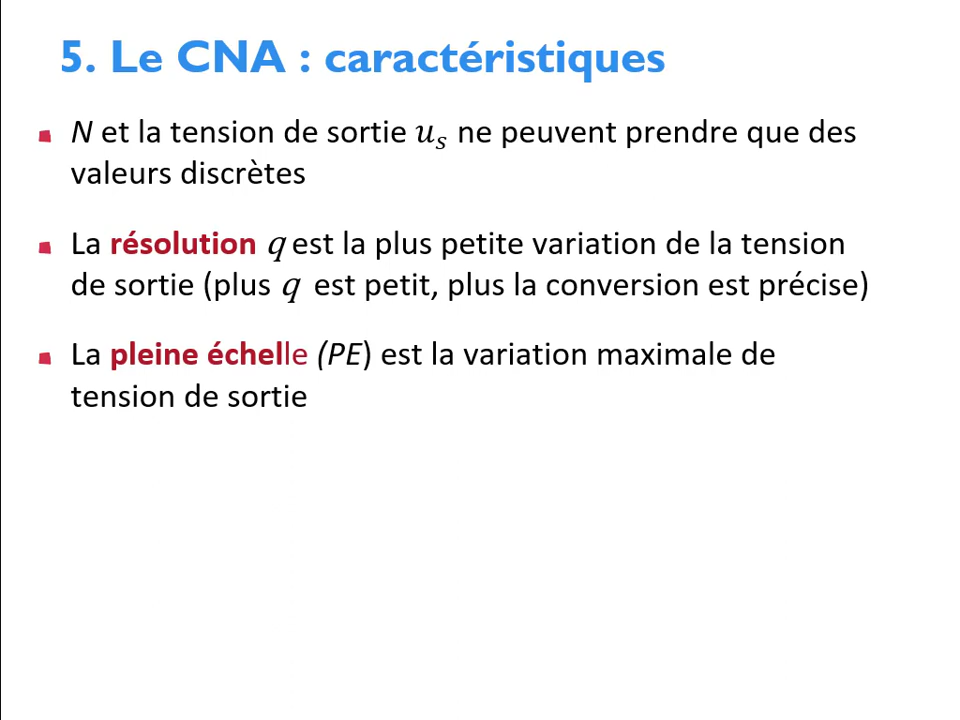 5. Le CNA : caractéristiques
N et la tension de sortie uₛ ne peuvent prendre que des
valeurs discrètes
La résolution q est la plus petite variation de la tension
de sortie (plus q est petit, plus la conversion est précise)
La pleine échelle (PE) est la variation maximale de
tension de sortie